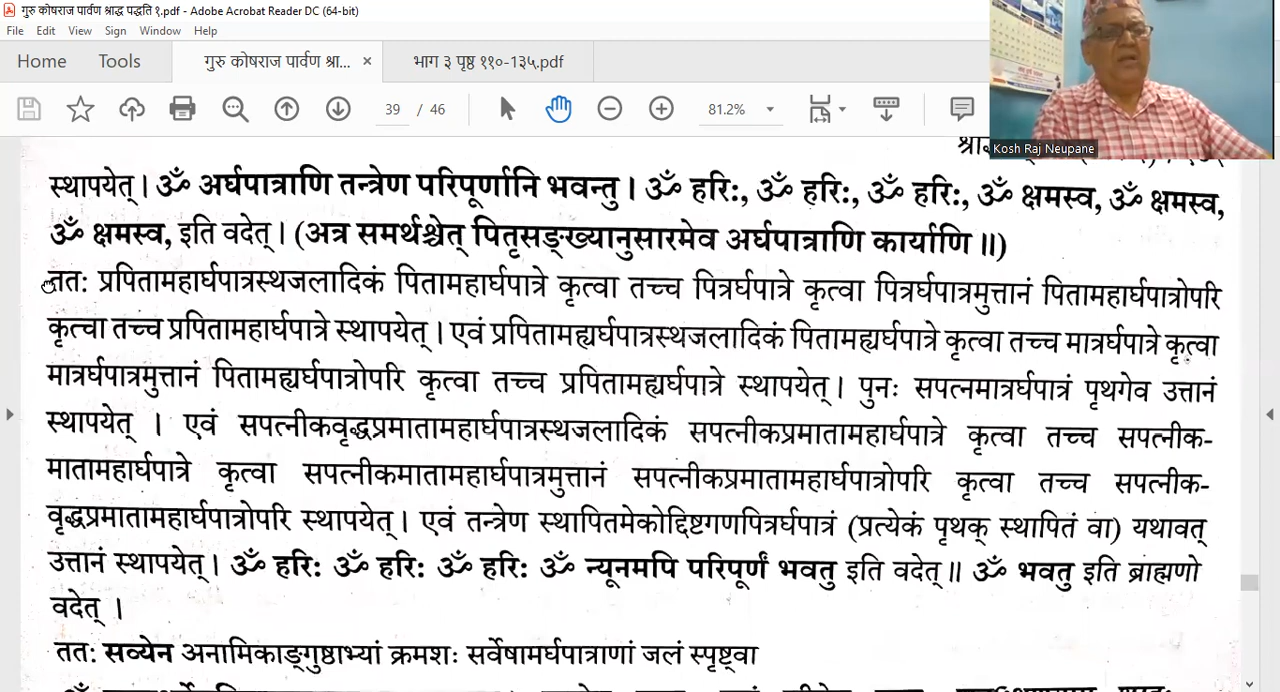 गुरु कोषराज पार्वण श्राद्ध पद्धति १.pdf - Adobe Acrobat Reader DC (64-bit)
File Edit View Sign Window Help
Home Tools गुरु कोषराज पार्वण श्रा... × भाग ३ पृष्ठ ११०-१३५.pdf
39 / 46 81.2%
Kosh Raj Neupane
स्थापयेत् । ॐ अर्घपात्राणि तन्त्रेण परिपूर्णानि भवन्तु । ॐ हरिः, ॐ हरिः, ॐ हरिः, ॐ क्षमस्व, ॐ क्षमस्व,
ॐ क्षमस्व, इति वदेत् । (अत्र समर्थश्चेत् पितृसङ्ख्यानुसारमेव अर्घपात्राणि कार्याणि ॥)
ततः प्रपितामहार्घपात्रस्थजलादिकं पितामहार्घपात्रे कृत्वा तच्च पित्रर्घपात्रे कृत्वा पित्रर्घपात्रमुत्तानं पितामहार्घपात्रोपरि
कृत्वा तच्च प्रपितामहार्घपात्रे स्थापयेत् । एवं प्रपितामह्यर्घपात्रस्थजलादिकं पितामह्यर्घपात्रे कृत्वा तच्च मात्रर्घपात्रे कृत्वा
मात्रर्घपात्रमुत्तानं पितामह्यर्घपात्रोपरि कृत्वा तच्च प्रपितामह्यर्घपात्रे स्थापयेत् । पुनः सपत्नमात्रर्घपात्रं पृथगेव उत्तानं
स्थापयेत् । एवं सपत्नीकवृद्धप्रमातामहार्घपात्रस्थजलादिकं सपत्नीकप्रमातामहार्घपात्रे कृत्वा तच्च सपत्नीक-
मातामहार्घपात्रे कृत्वा सपत्नीकमातामहार्घपात्रमुत्तानं सपत्नीकप्रमातामहार्घपात्रोपरि कृत्वा तच्च सपत्नीक-
वृद्धप्रमातामहार्घपात्रोपरि स्थापयेत् । एवं तन्त्रेण स्थापितमेकोद्दिष्टगणपित्रर्घपात्रं (प्रत्येकं पृथक् स्थापितं वा) यथावत्
उत्तानं स्थापयेत् । ॐ हरिः ॐ हरिः ॐ हरिः ॐ न्यूनमपि परिपूर्णं भवतु इति वदेत् ॥ ॐ भवतु इति ब्राह्मणो
वदेत् ।
ततः सव्येन अनामिकाङ्गुष्ठाभ्यां क्रमशः सर्वेषामर्घपात्राणां जलं स्पृष्ट्वा